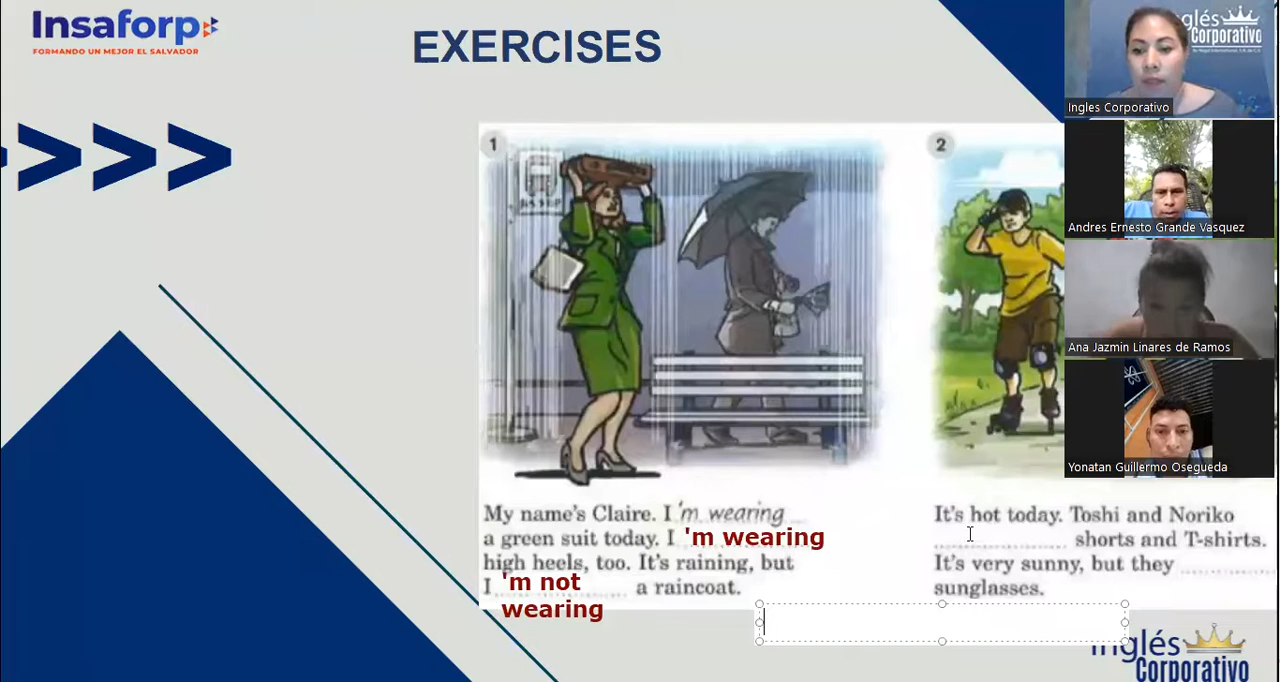 Insaforp
FORMANDO UN MEJOR EL SALVADOR
EXERCISES
1
2
My name's Claire. I 'm wearing
a green suit today. I 'm wearing
high heels, too. It's raining, but
I 'm not wearing a raincoat.
It's hot today. Toshi and Noriko
shorts and T-shirts.
It's very sunny, but they
sunglasses.
Inglés
Corporativo
glés
Corporativo
Ingles Corporativo
Andres Ernesto Grande Vasquez
Ana Jazmin Linares de Ramos
Yonatan Guillermo Osegueda